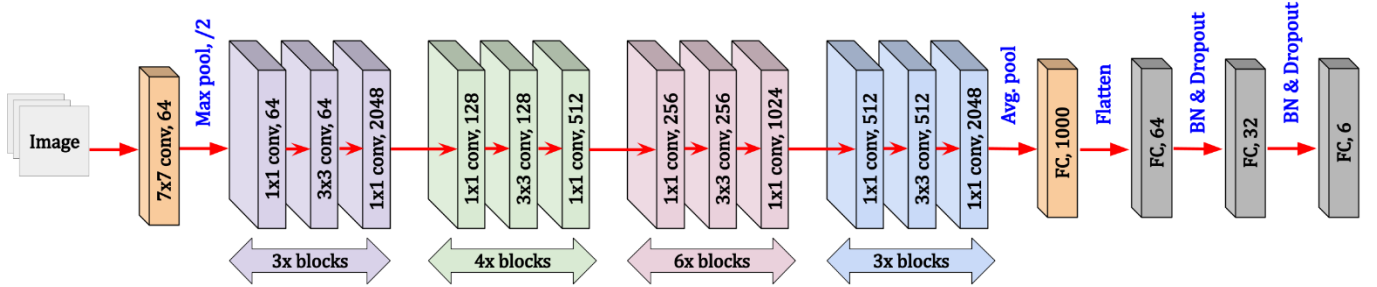 Image
7x7 conv, 64
Max pool, /2
1x1 conv, 64
3x3 conv, 64
1x1 conv, 2048
3x blocks
1x1 conv, 128
3x3 conv, 128
1x1 conv, 512
4x blocks
1x1 conv, 256
3x3 conv, 256
1x1 conv, 1024
6x blocks
1x1 conv, 512
3x3 conv, 512
1x1 conv, 2048
3x blocks
Avg. pool
FC, 1000
Flatten
FC, 64
BN & Dropout
FC, 32
BN & Dropout
FC, 6